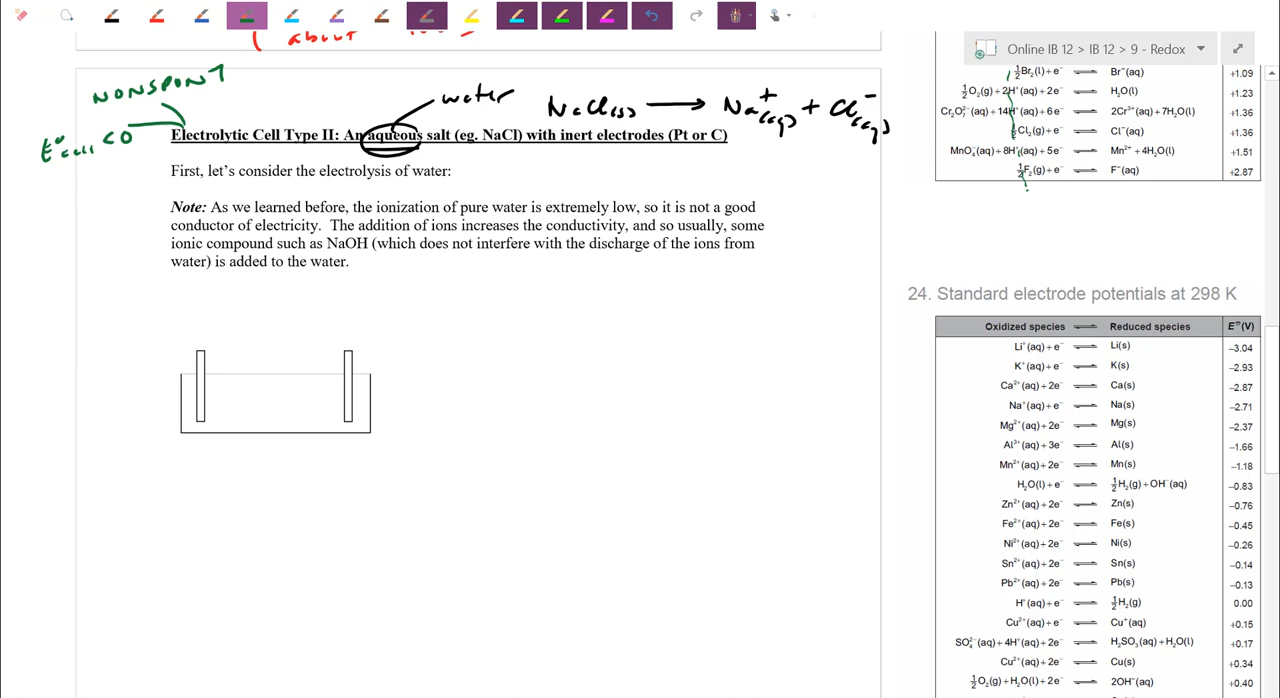 about
Online IB 12 > IB 12 > 9 - Redox
NONSPONT
E°cell < 0
water
NaCl(s) → Na⁺(aq) + Cl⁻(aq)
Electrolytic Cell Type II: An aqueous salt (eg. NaCl) with inert electrodes (Pt or C)
First, let's consider the electrolysis of water:
Note: As we learned before, the ionization of pure water is extremely low, so it is not a good
conductor of electricity. The addition of ions increases the conductivity, and so usually, some
ionic compound such as NaOH (which does not interfere with the discharge of the ions from
water) is added to the water.
½Br₂(l) + e⁻ ⇌ Br⁻(aq) +1.09
½O₂(g) + 2H⁺(aq) + 2e⁻ ⇌ H₂O(l) +1.23
Cr₂O₇²⁻(aq) + 14H⁺(aq) + 6e⁻ ⇌ 2Cr³⁺(aq) + 7H₂O(l) +1.36
½Cl₂(g) + e⁻ ⇌ Cl⁻(aq) +1.36
MnO₄⁻(aq) + 8H⁺(aq) + 5e⁻ ⇌ Mn²⁺ + 4H₂O(l) +1.51
½F₂(g) + e⁻ ⇌ F⁻(aq) +2.87
24. Standard electrode potentials at 298 K
Oxidized species ⇌ Reduced species E⊖ (V)
Li⁺(aq) + e⁻ ⇌ Li(s) −3.04
K⁺(aq) + e⁻ ⇌ K(s) −2.93
Ca²⁺(aq) + 2e⁻ ⇌ Ca(s) −2.87
Na⁺(aq) + e⁻ ⇌ Na(s) −2.71
Mg²⁺(aq) + 2e⁻ ⇌ Mg(s) −2.37
Al³⁺(aq) + 3e⁻ ⇌ Al(s) −1.66
Mn²⁺(aq) + 2e⁻ ⇌ Mn(s) −1.18
H₂O(l) + e⁻ ⇌ ½H₂(g) + OH⁻(aq) −0.83
Zn²⁺(aq) + 2e⁻ ⇌ Zn(s) −0.76
Fe²⁺(aq) + 2e⁻ ⇌ Fe(s) −0.45
Ni²⁺(aq) + 2e⁻ ⇌ Ni(s) −0.26
Sn²⁺(aq) + 2e⁻ ⇌ Sn(s) −0.14
Pb²⁺(aq) + 2e⁻ ⇌ Pb(s) −0.13
H⁺(aq) + e⁻ ⇌ ½H₂(g) 0.00
Cu²⁺(aq) + e⁻ ⇌ Cu⁺(aq) +0.15
SO₄²⁻(aq) + 4H⁺(aq) + 2e⁻ ⇌ H₂SO₃(aq) + H₂O(l) +0.17
Cu²⁺(aq) + 2e⁻ ⇌ Cu(s) +0.34
½O₂(g) + H₂O(l) + 2e⁻ ⇌ 2OH⁻(aq) +0.40